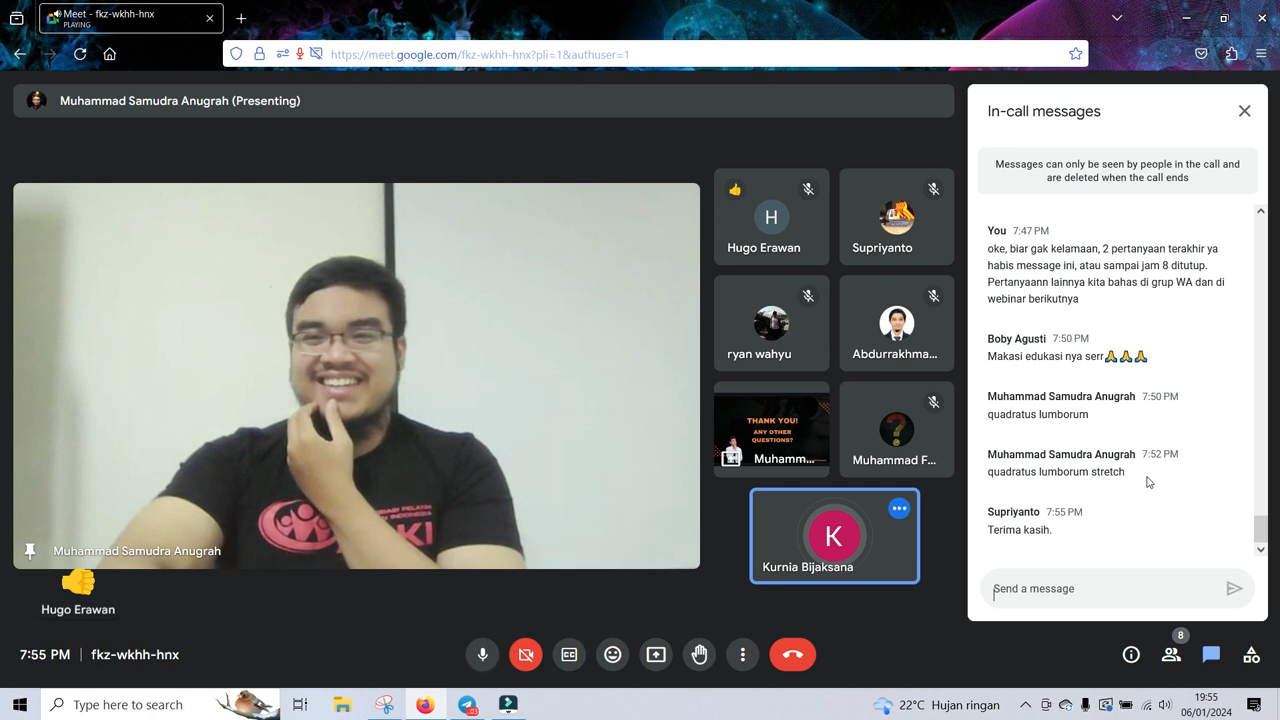 Meet - fkz-wkhh-hnx
PLAYING
https://meet.google.com/fkz-wkhh-hnx?pli=1&authuser=1
Muhammad Samudra Anugrah (Presenting)
Muhammad Samudra Anugrah
Hugo Erawan
H
Hugo Erawan
Supriyanto
ryan wahyu
Abdurrakhma...
THANK YOU!
ANY OTHER
QUESTIONS?
Muhamm...
Muhammad F...
K
Kurnia Bijaksana
In-call messages
Messages can only be seen by people in the call and
are deleted when the call ends
You 7:47 PM
oke, biar gak kelamaan, 2 pertanyaan terakhir ya
habis message ini, atau sampai jam 8 ditutup.
Pertanyaann lainnya kita bahas di grup WA dan di
webinar berikutnya
Boby Agusti 7:50 PM
Makasi edukasi nya serr🙏🙏🙏
Muhammad Samudra Anugrah 7:50 PM
quadratus lumborum
Muhammad Samudra Anugrah 7:52 PM
quadratus lumborum stretch
Supriyanto 7:55 PM
Terima kasih.
Send a message
7:55 PM | fkz-wkhh-hnx
8
Type here to search
22°C Hujan ringan
19:55
06/01/2024